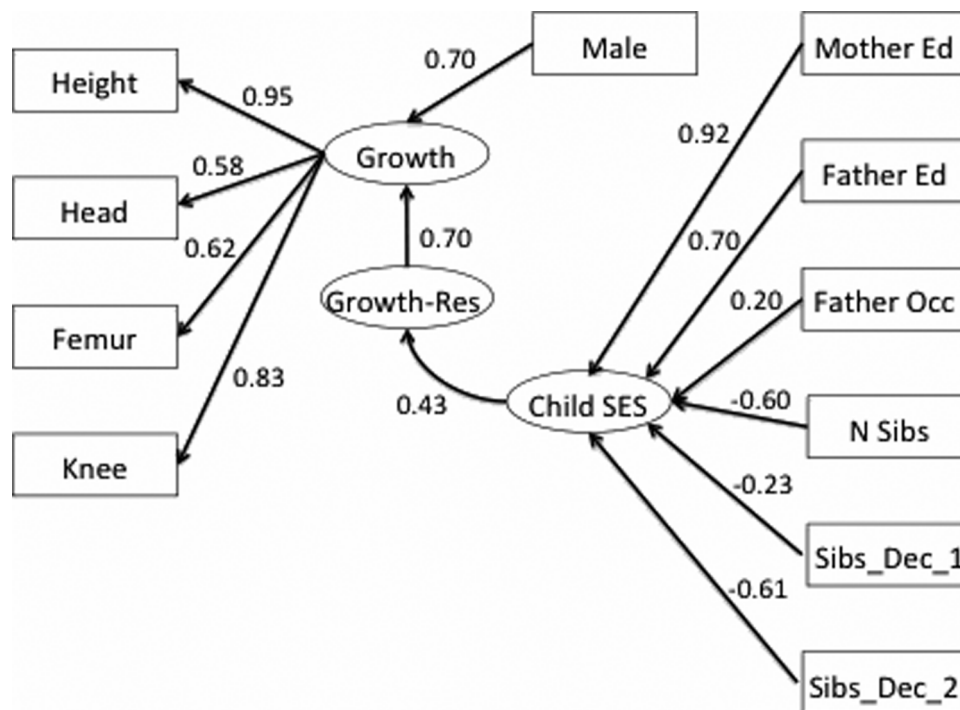 Male
Mother Ed
Height
0.70
0.95
0.92
Growth
0.58
Father Ed
Head
0.62
0.70
0.70
Growth-Res
0.20
Father Occ
Femur
0.83
0.43
Child SES
-0.60
N Sibs
Knee
-0.23
Sibs_Dec_1
-0.61
Sibs_Dec_2